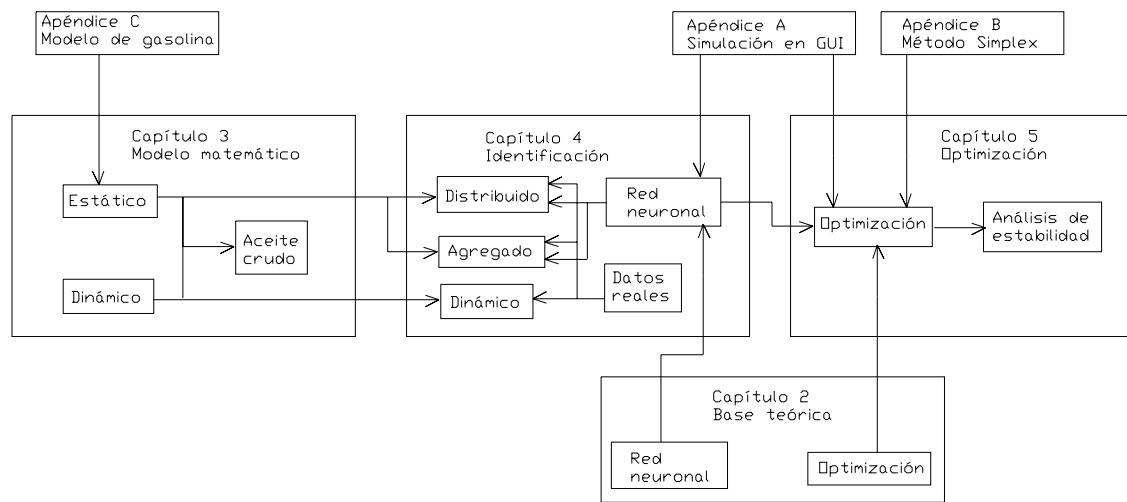 Apéndice C
Modelo de gasolina
Apéndice A
Simulación en GUI
Apéndice B
Método Simplex
Capítulo 3
Modelo matemático
Estático
Aceite
crudo
Dinámico
Capítulo 4
Identificación
Distribuido
Agregado
Dinámico
Red
neuronal
Datos
reales
Capítulo 5
Optimización
Optimización
Análisis de
estabilidad
Capítulo 2
Base teórica
Red
neuronal
Optimización